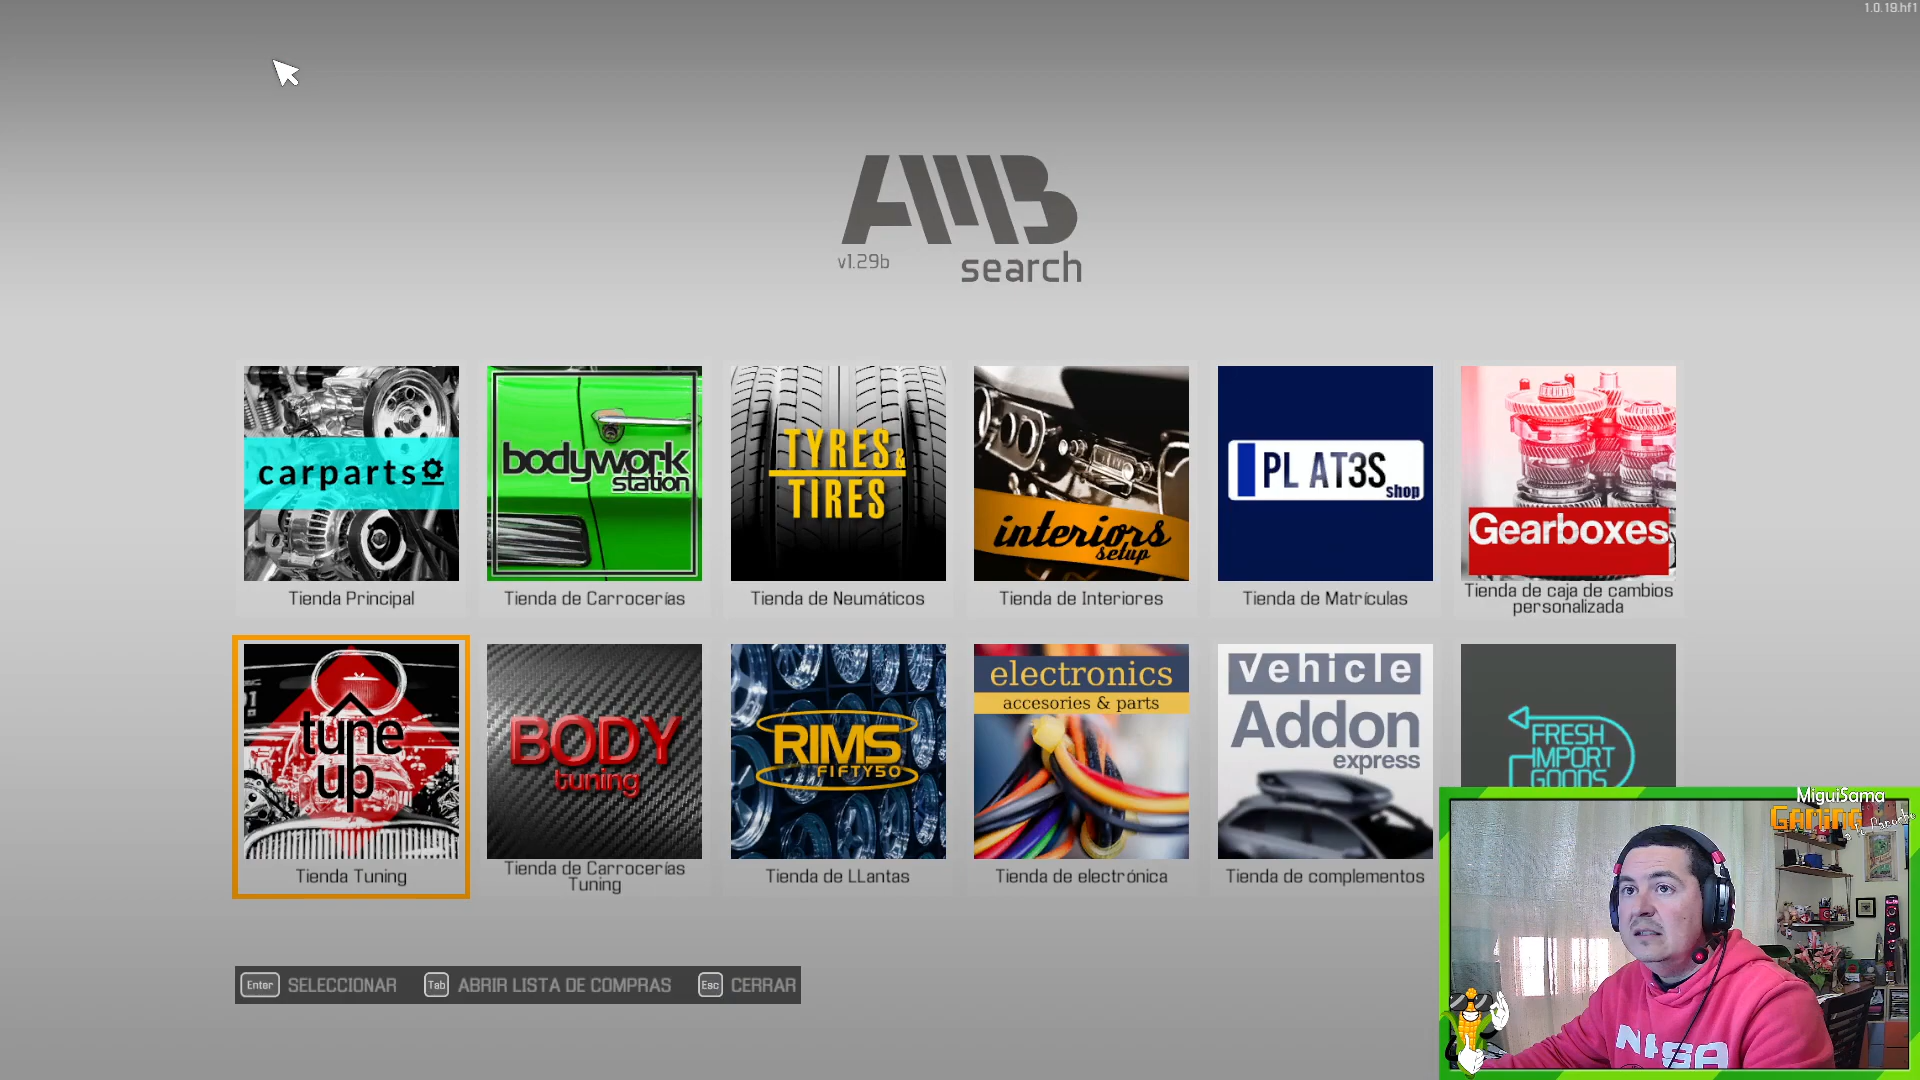 1.0.19.hf1
AMB
v1.29b
search
carparts
bodywork
station
TYRES &
TIRES
interiors
setup
PL AT3S
shop
Gearboxes
Tienda Principal
Tienda de Carrocerías
Tienda de Neumáticos
Tienda de Interiores
Tienda de Matrículas
Tienda de caja de cambios
personalizada
tune
up
BODY
tuning
RIMS
FIFTY50
electronics
accesories & parts
vehicle
Addon
express
FRESH
IMPORT
GOODS
Tienda Tuning
Tienda de Carrocerías
Tuning
Tienda de LLantas
Tienda de electrónica
Tienda de complementos
MiguiSama
GAMING
a lo Panocho
Enter SELECCIONAR Tab ABRIR LISTA DE COMPRAS Esc CERRAR